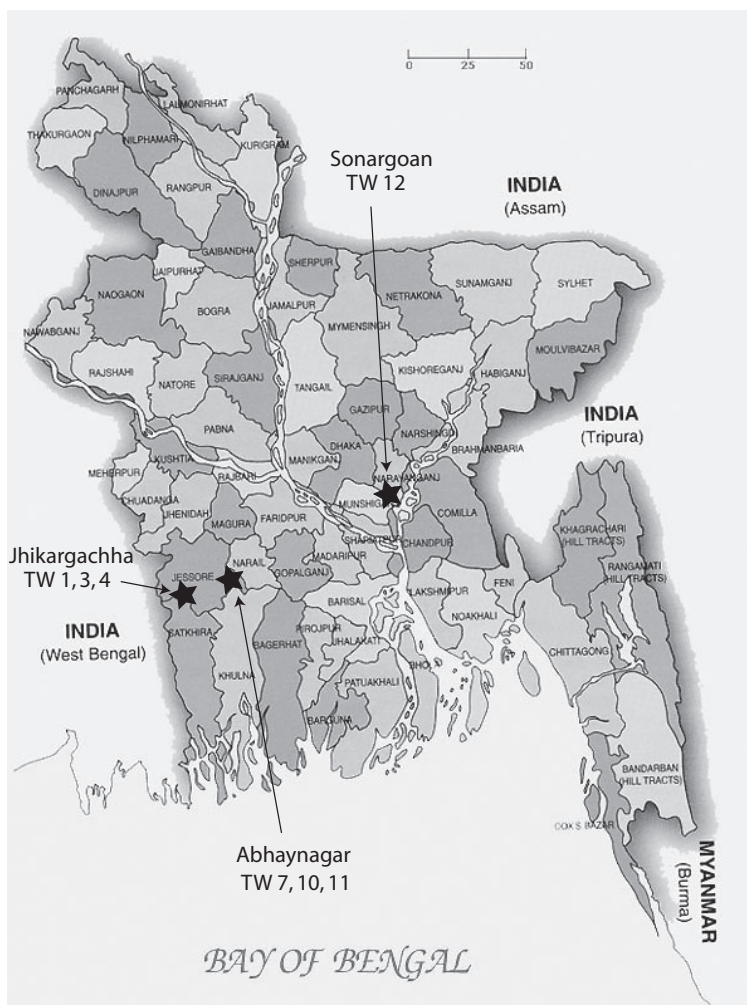 0 25 50
PANCHAGARH
LALMONIRHAT
THAKURGAON
NILPHAMARI
KURIGRAM
Sonargoan
TW 12
DINAJPUR
RANGPUR
INDIA
(Assam)
GAIBANDHA
JAIPURHAT
SHERPUR
NAOGAON
NETRAKONA
SUNAMGANJ
SYLHET
BOGRA
JAMALPUR
MYMENSINGH
NAWABGANJ
MOULVIBAZAR
RAJSHAHI
NATORE
SIRAJGANJ
TANGAIL
KISHOREGANJ
HABIGANJ
GAZIPUR
INDIA
(Tripura)
PABNA
DHAKA
NARSHINGDI
BRAHMANBARIA
KUSHTIA
MANIKGANJ
MEHERPUR
RAJBARI
NARAYANGANJ
CHUADANGA
JHENIDAH
MUNSHIGA
MAGURA
FARIDPUR
COMILLA
KHAGRACHARI
(HILL TRACTS)
SHARIATPUR
CHANDPUR
Jhikargachha
TW 1, 3, 4
JESSORE
NARAIL
GOPALGANJ
MADARIPUR
RANGAMATI
(HILL TRACTS)
LAKSHMIPUR
FENI
NOAKHALI
BARISAL
INDIA
(West Bengal)
SATKHIRA
BAGERHAT
PIROJPUR
JHALAKATI
CHITTAGONG
KHULNA
BHOLA
PATUAKHALI
BARGUNA
BANDARBAN
(HILL TRACTS)
COX'S BAZAR
Abhaynagar
TW 7, 10, 11
MYANMAR
(Burma)
BAY OF BENGAL